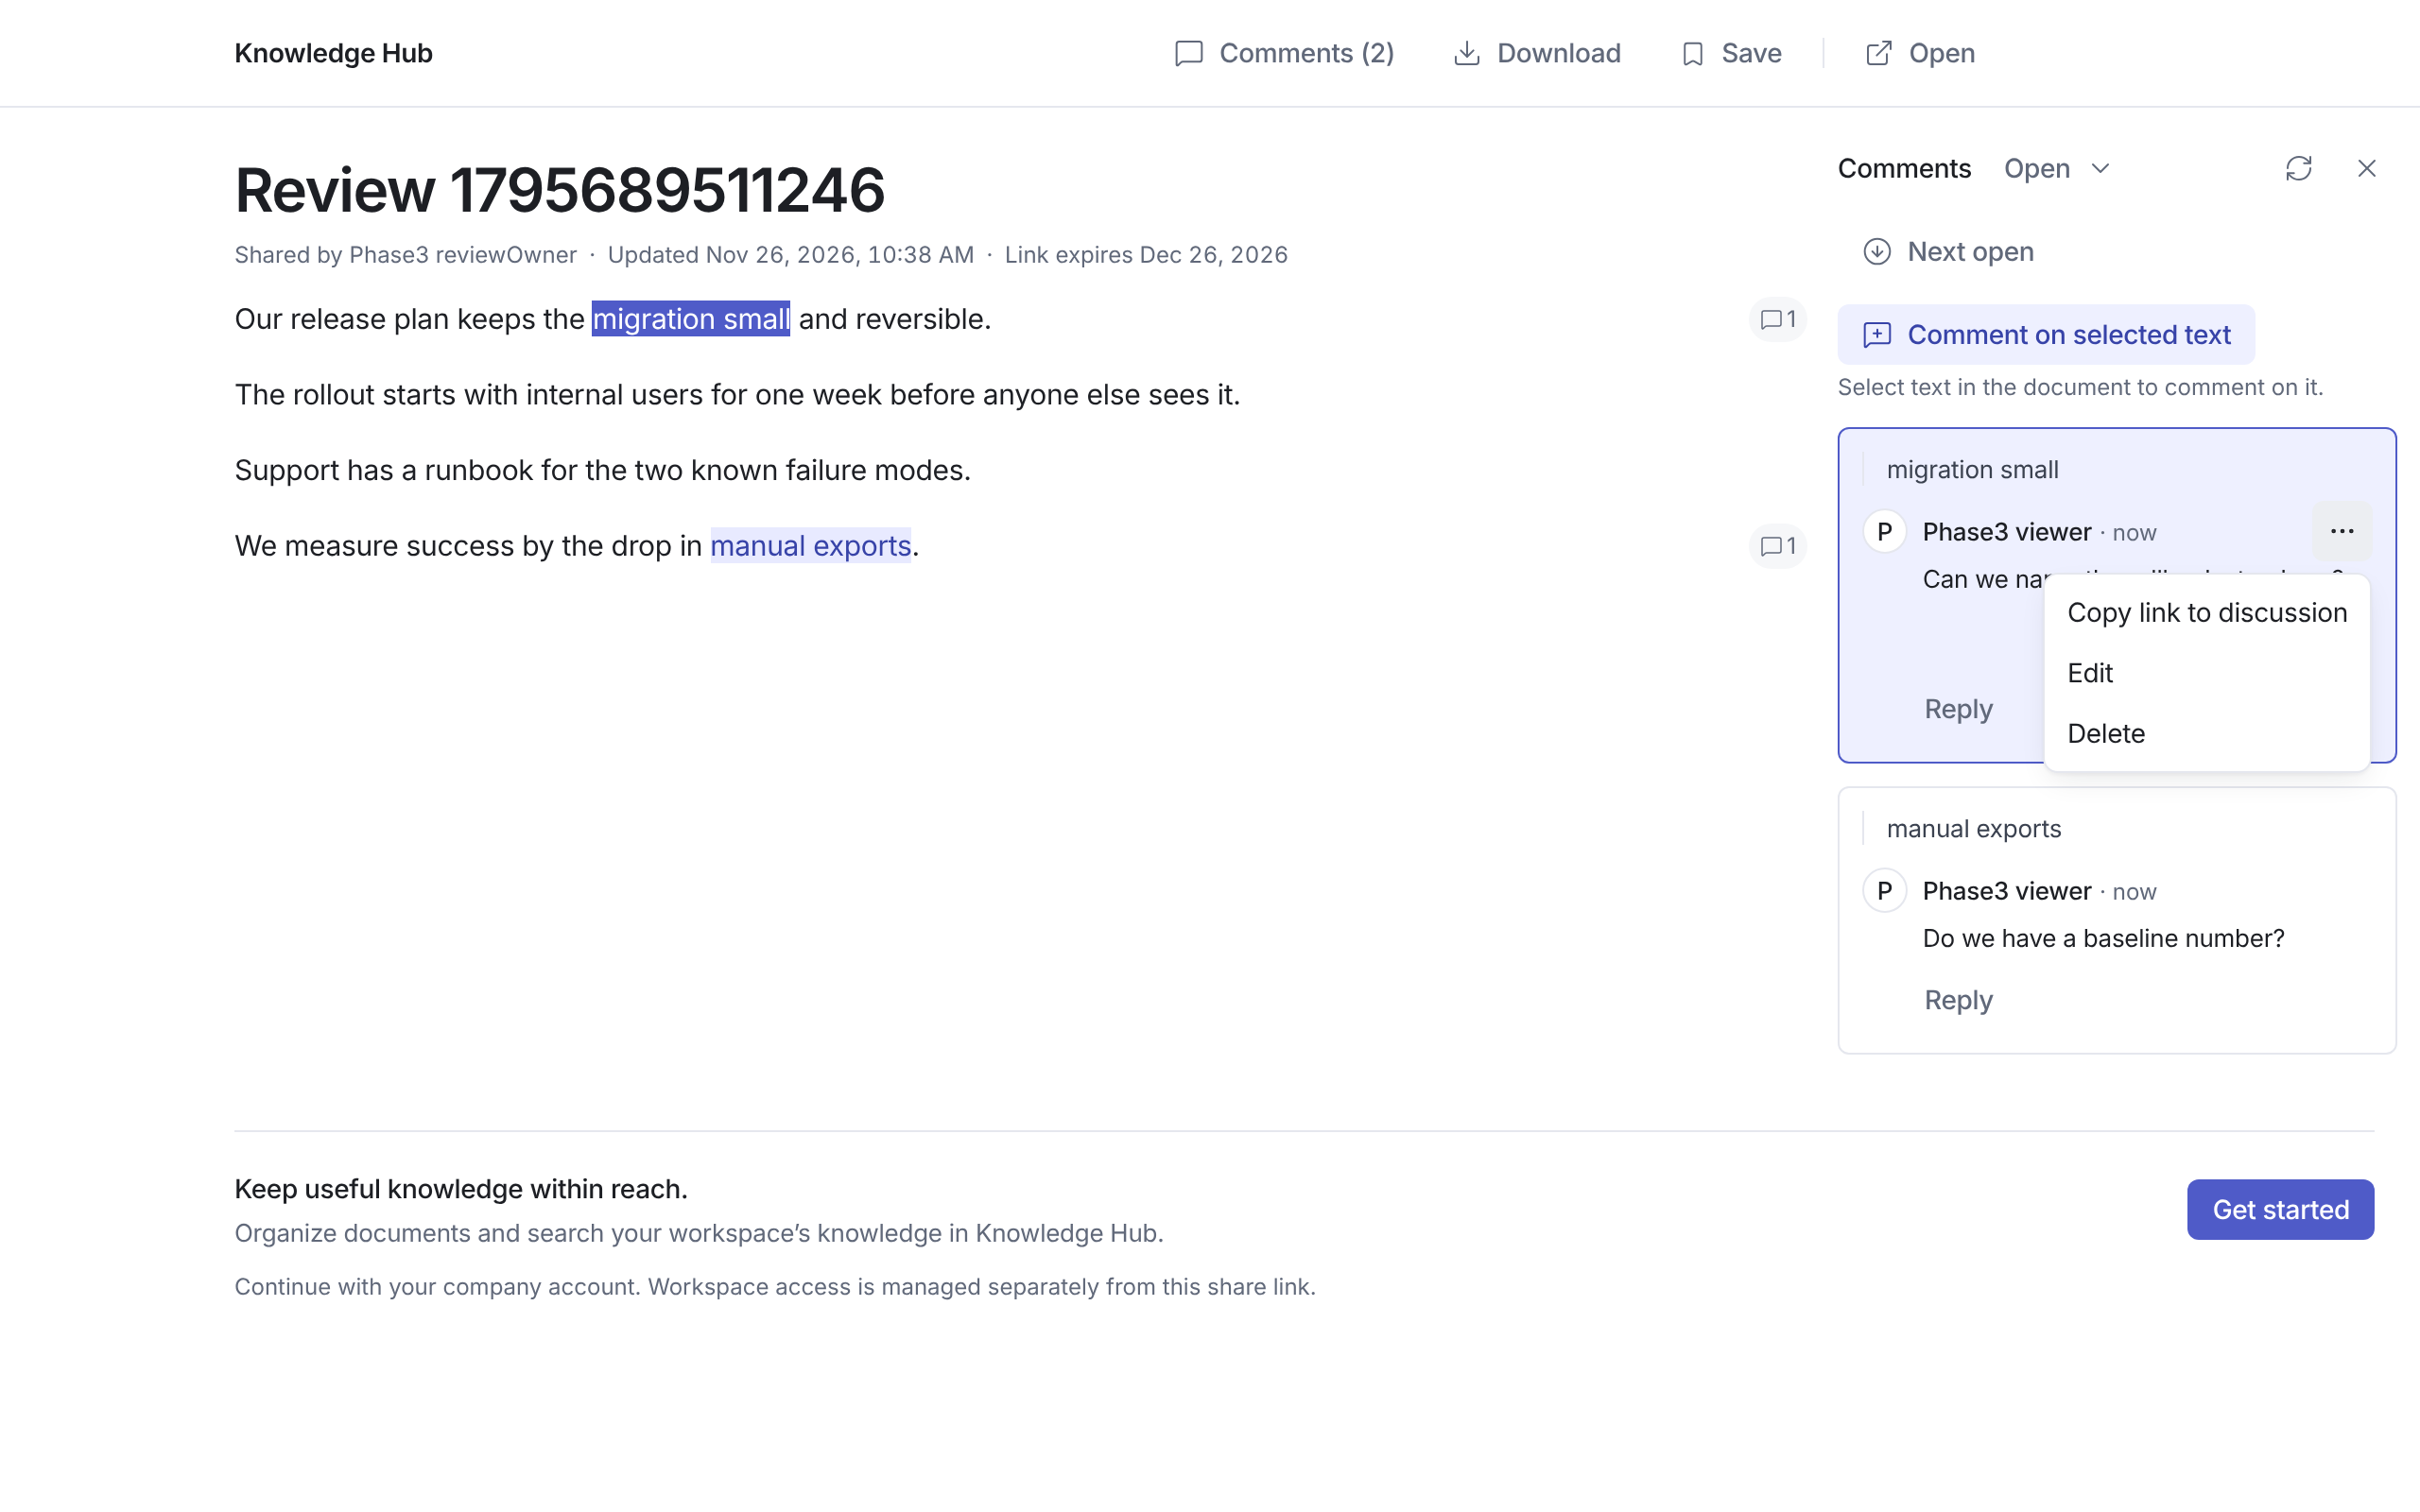 Knowledge Hub
Comments (2)
Download
Save
Open
Review 1795689511246
Shared by Phase3 reviewOwner · Updated Nov 26, 2026, 10:38 AM · Link expires Dec 26, 2026
Our release plan keeps the migration small and reversible.
1
The rollout starts with internal users for one week before anyone else sees it.
Support has a runbook for the two known failure modes.
We measure success by the drop in manual exports.
1
Comments
Open
Next open
Comment on selected text
Select text in the document to comment on it.
migration small
P
Phase3 viewer · now
Can we
Copy link to discussion
Edit
Delete
Reply
manual exports
P
Phase3 viewer · now
Do we have a baseline number?
Reply
Keep useful knowledge within reach.
Organize documents and search your workspace’s knowledge in Knowledge Hub.
Continue with your company account. Workspace access is managed separately from this share link.
Get started